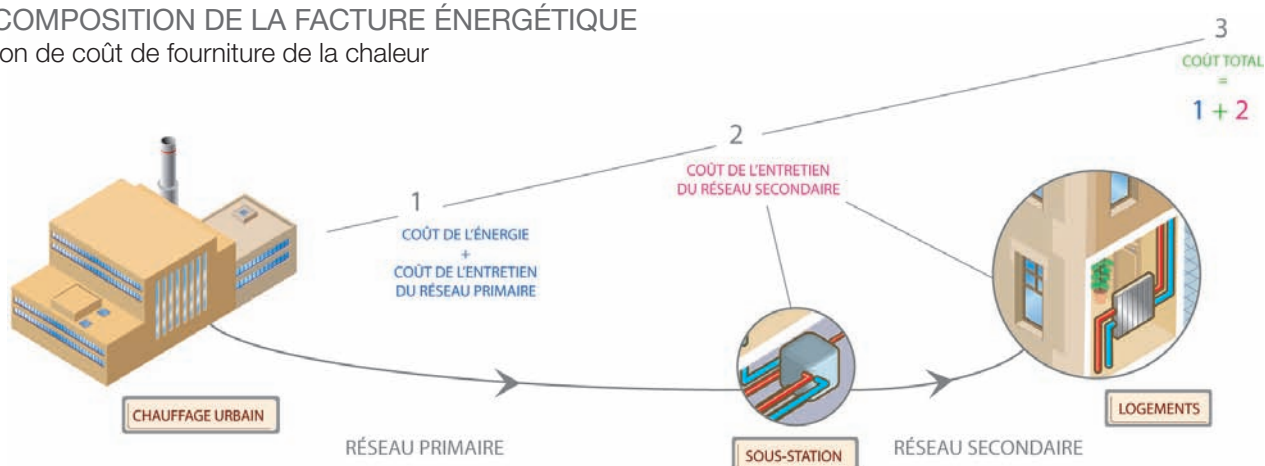 COMPOSITION DE LA FACTURE ÉNERGÉTIQUE
on de coût de fourniture de la chaleur
3
COÛT TOTAL
=
1 + 2
2
COÛT DE L'ENTRETIEN
DU RÉSEAU SECONDAIRE
1
COÛT DE L'ÉNERGIE
+
COÛT DE L'ENTRETIEN
DU RÉSEAU PRIMAIRE
CHAUFFAGE URBAIN
RÉSEAU PRIMAIRE
SOUS-STATION
RÉSEAU SECONDAIRE
LOGEMENTS